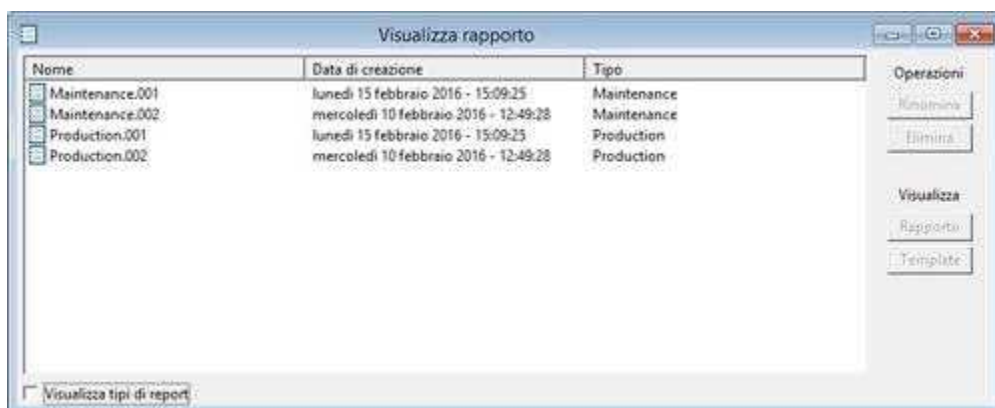 Visualizza rapporto
Nome Data di creazione Tipo
Maintenance.001 lunedì 15 febbraio 2016 - 15:09:25 Maintenance
Maintenance.002 mercoledì 10 febbraio 2016 - 12:49:28 Maintenance
Production.001 lunedì 15 febbraio 2016 - 15:09:25 Production
Production.002 mercoledì 10 febbraio 2016 - 12:49:28 Production
Operazioni
Rinomina
Elimina
Visualizza
Rapporto
Template
Visualizza tipi di report